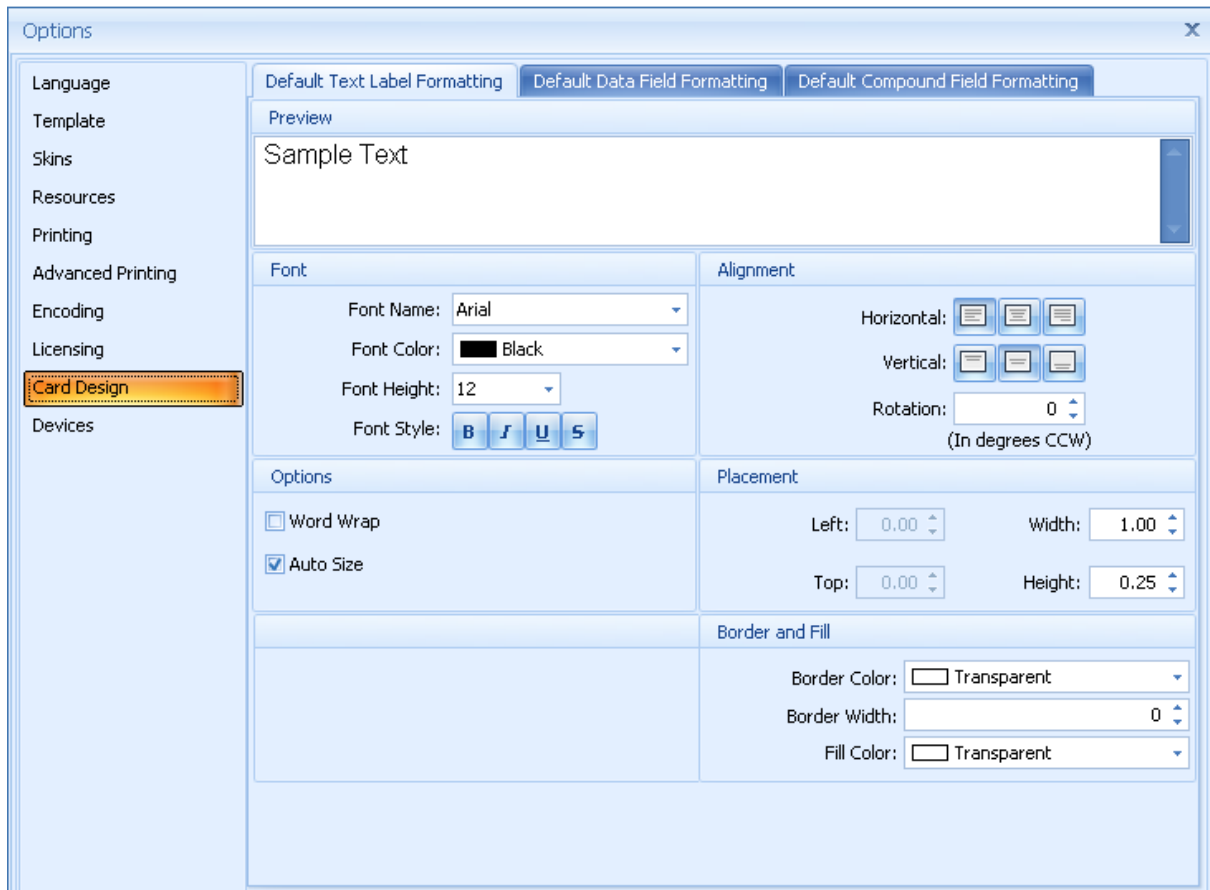 Options
Language
Template
Skins
Resources
Printing
Advanced Printing
Encoding
Licensing
Card Design
Devices
Default Text Label Formatting Default Data Field Formatting Default Compound Field Formatting
Preview
Sample Text
Font
Font Name: Arial
Font Color: Black
Font Height: 12
Font Style: B I U S
Alignment
Horizontal:
Vertical:
Rotation: 0
(In degrees CCW)
Options
Word Wrap
Auto Size
Placement
Left: 0.00 Width: 1.00
Top: 0.00 Height: 0.25
Border and Fill
Border Color: Transparent
Border Width: 0
Fill Color: Transparent